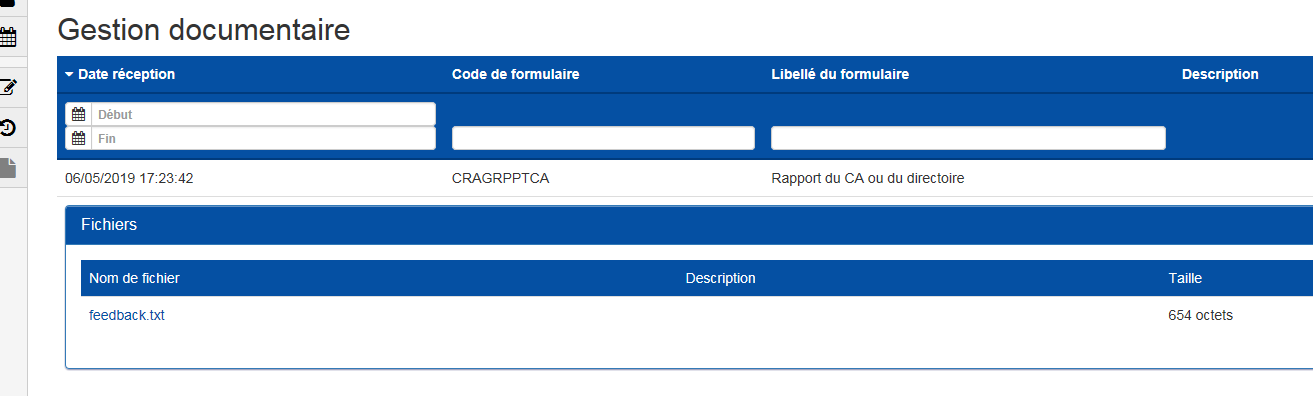 Gestion documentaire
Date réception Code de formulaire Libellé du formulaire Description
Début
Fin
06/05/2019 17:23:42 CRAGRPPTCA Rapport du CA ou du directoire
Fichiers
Nom de fichier Description Taille
feedback.txt 654 octets